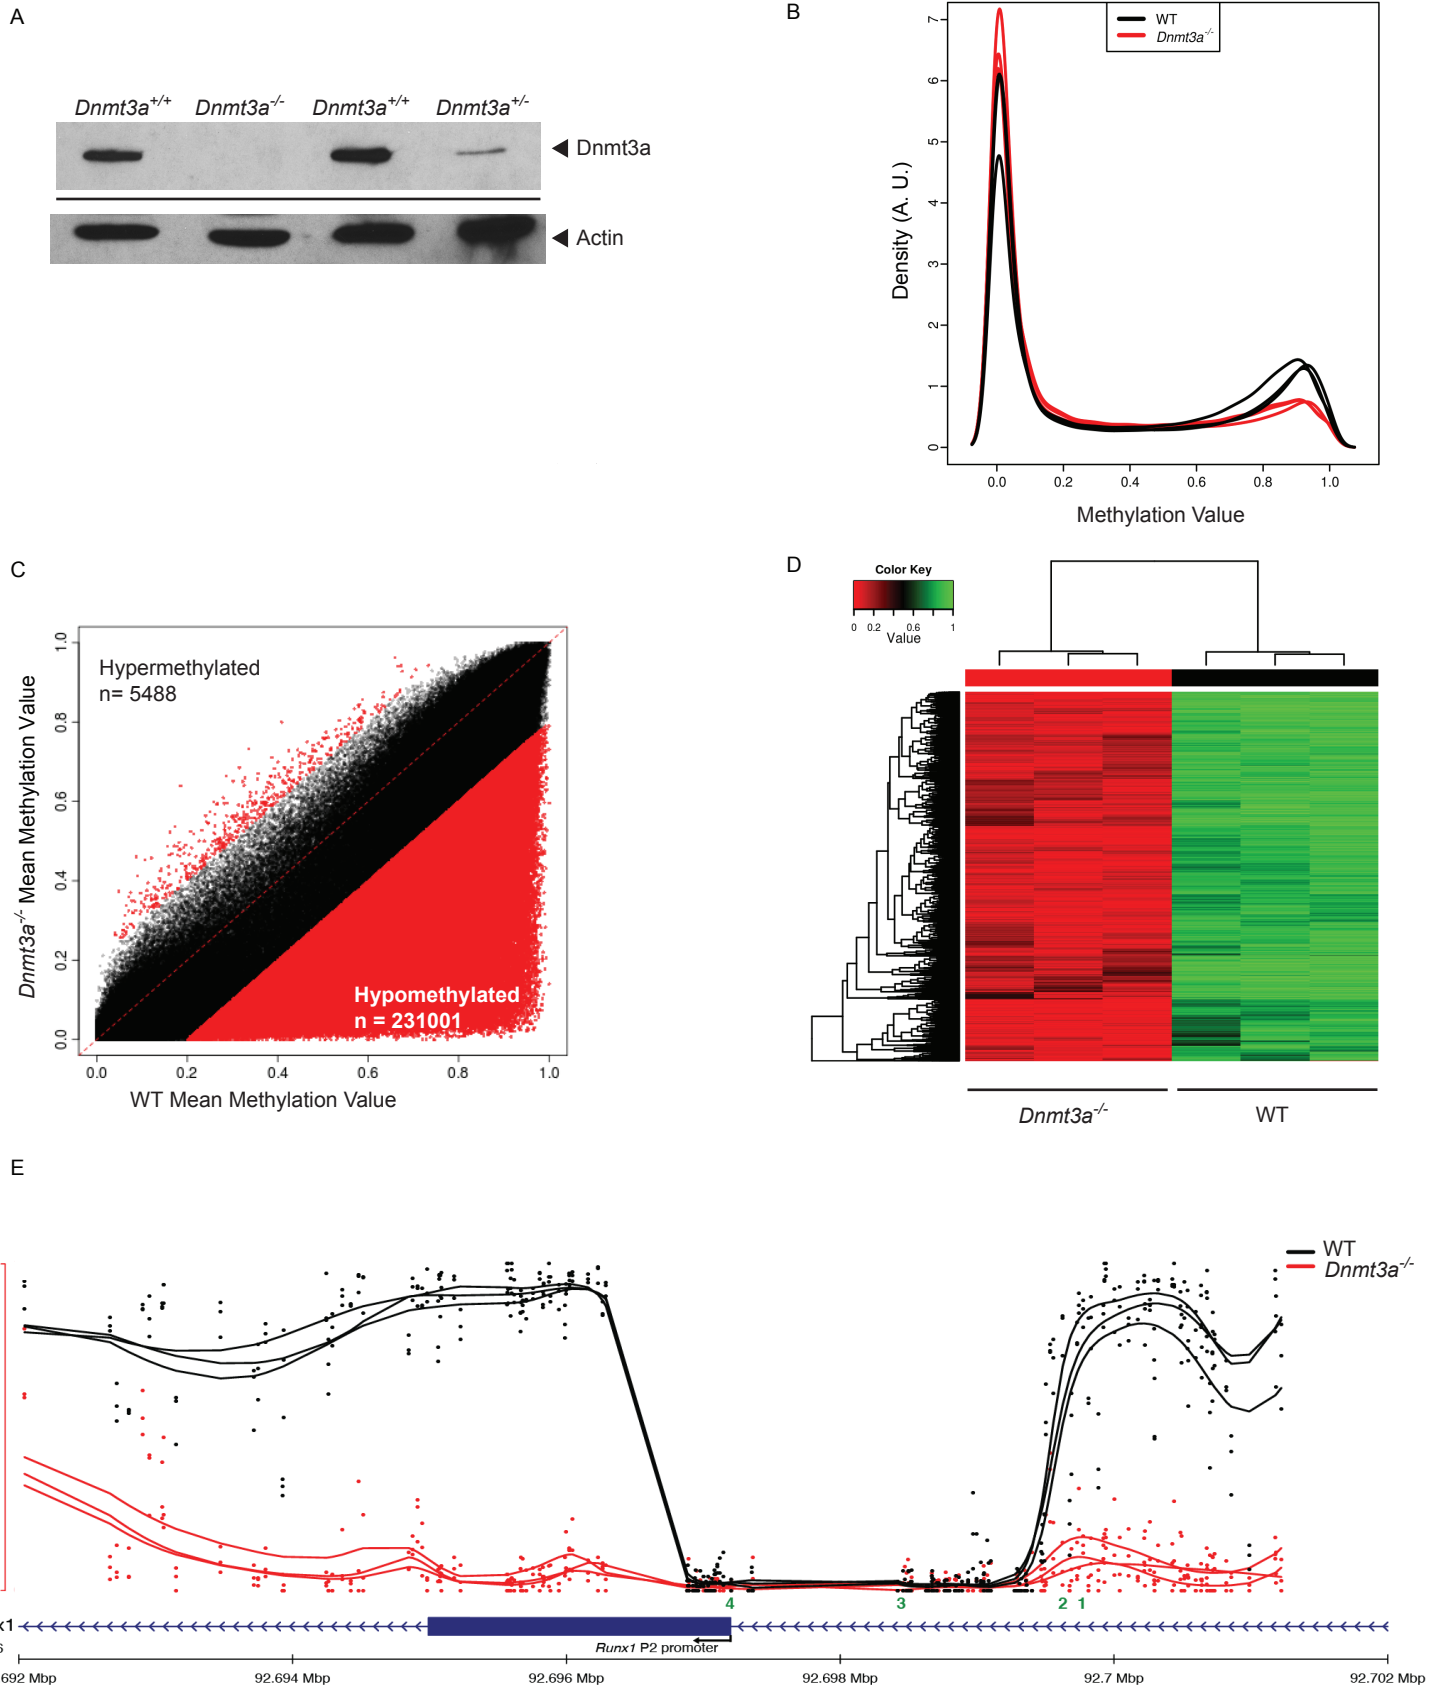 A
Dnmt3a+/+ Dnmt3a-/- Dnmt3a+/+ Dnmt3a+/-
Dnmt3a
Actin
B
WT
Dnmt3a-/-
7
6
5
4
3
2
1
0
Density (A. U.)
0.0 0.2 0.4 0.6 0.8 1.0
Methylation Value
C
Hypermethylated
n= 5488
Hypomethylated
n = 231001
1.0
0.8
0.6
0.4
0.2
0.0
Dnmt3a-/- Mean Methylation Value
0.0 0.2 0.4 0.6 0.8 1.0
WT Mean Methylation Value
D
Color Key
0 0.2 0.6 1
Value
Dnmt3a-/- WT
E
WT
Dnmt3a-/-
4 3 2 1
x1
Runx1 P2 promoter
692 Mbp 92.694 Mbp 92.696 Mbp 92.698 Mbp 92.7 Mbp 92.702 Mbp